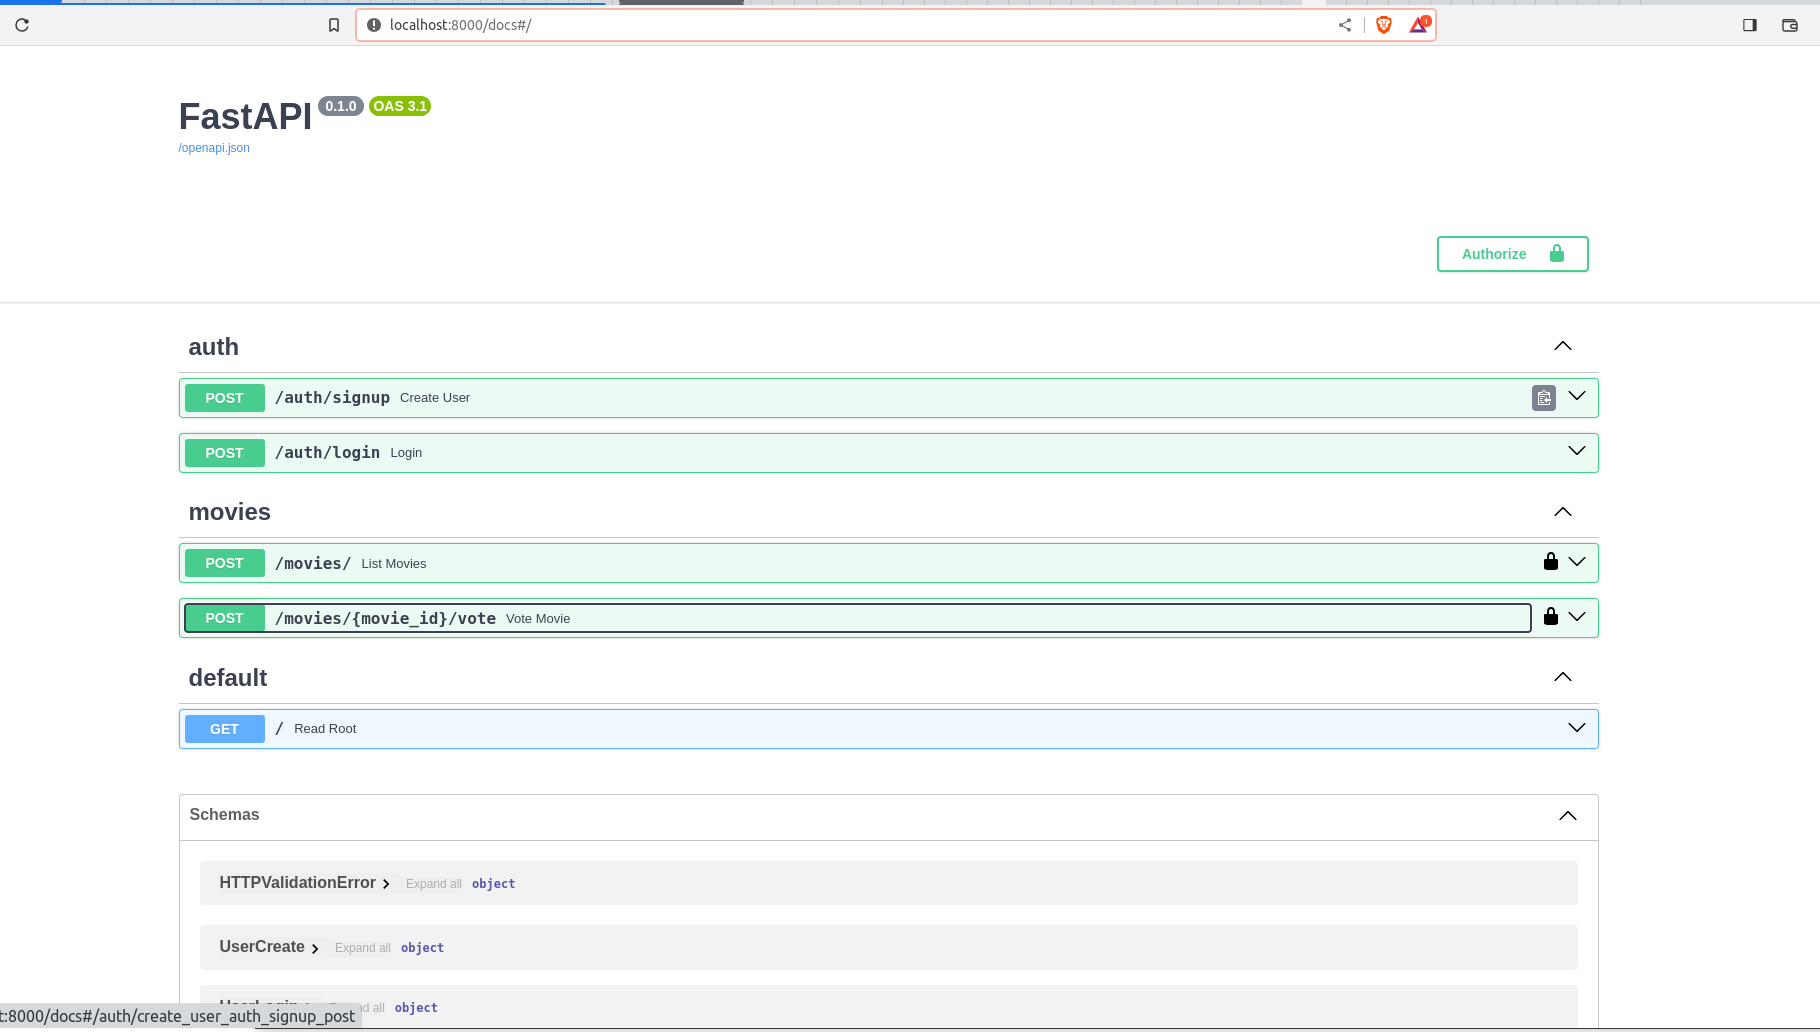 localhost:8000/docs#/
FastAPI 0.1.0 OAS 3.1
/openapi.json
Authorize
auth
POST /auth/signup Create User
POST /auth/login Login
movies
POST /movies/ List Movies
POST /movies/{movie_id}/vote Vote Movie
default
GET / Read Root
Schemas
HTTPValidationError Expand all object
UserCreate Expand all object
UserLogin all object
t:8000/docs#/auth/create_user_auth_signup_post